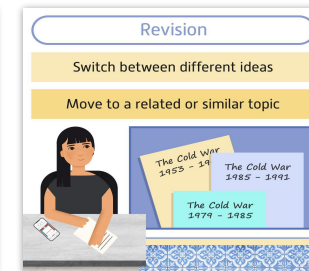 Revision
Switch between different ideas
Move to a related or similar topic
The Cold War
1953 - 19
The Cold War
1985 - 1991
The Cold War
1979 - 1985